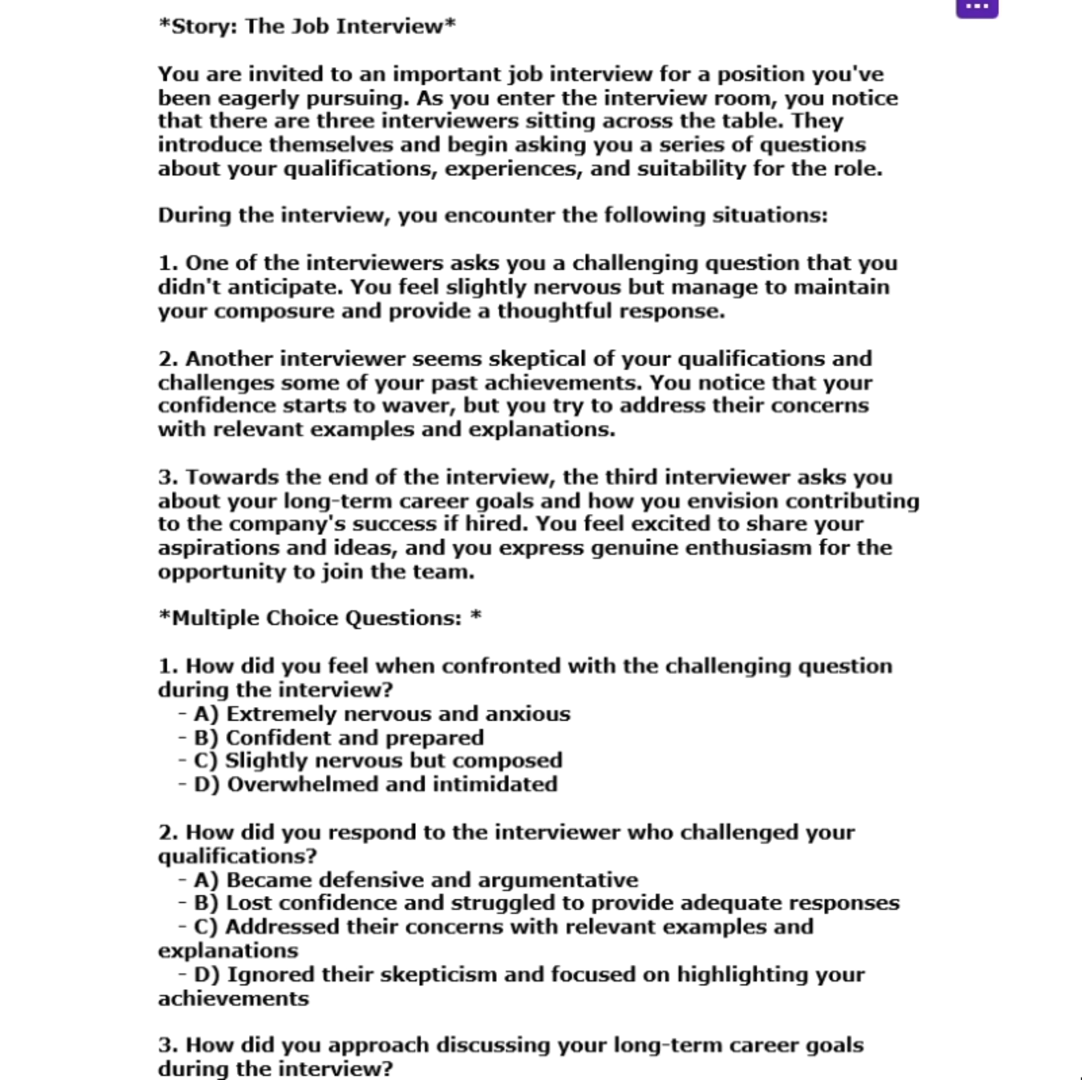 *Story: The Job Interview*
You are invited to an important job interview for a position you've
been eagerly pursuing. As you enter the interview room, you notice
that there are three interviewers sitting across the table. They
introduce themselves and begin asking you a series of questions
about your qualifications, experiences, and suitability for the role.
During the interview, you encounter the following situations:
1. One of the interviewers asks you a challenging question that you
didn't anticipate. You feel slightly nervous but manage to maintain
your composure and provide a thoughtful response.
2. Another interviewer seems skeptical of your qualifications and
challenges some of your past achievements. You notice that your
confidence starts to waver, but you try to address their concerns
with relevant examples and explanations.
3. Towards the end of the interview, the third interviewer asks you
about your long-term career goals and how you envision contributing
to the company's success if hired. You feel excited to share your
aspirations and ideas, and you express genuine enthusiasm for the
opportunity to join the team.
*Multiple Choice Questions: *
1. How did you feel when confronted with the challenging question
during the interview?
- A) Extremely nervous and anxious
- B) Confident and prepared
- C) Slightly nervous but composed
- D) Overwhelmed and intimidated
2. How did you respond to the interviewer who challenged your
qualifications?
- A) Became defensive and argumentative
- B) Lost confidence and struggled to provide adequate responses
- C) Addressed their concerns with relevant examples and
explanations
- D) Ignored their skepticism and focused on highlighting your
achievements
3. How did you approach discussing your long-term career goals
during the interview?